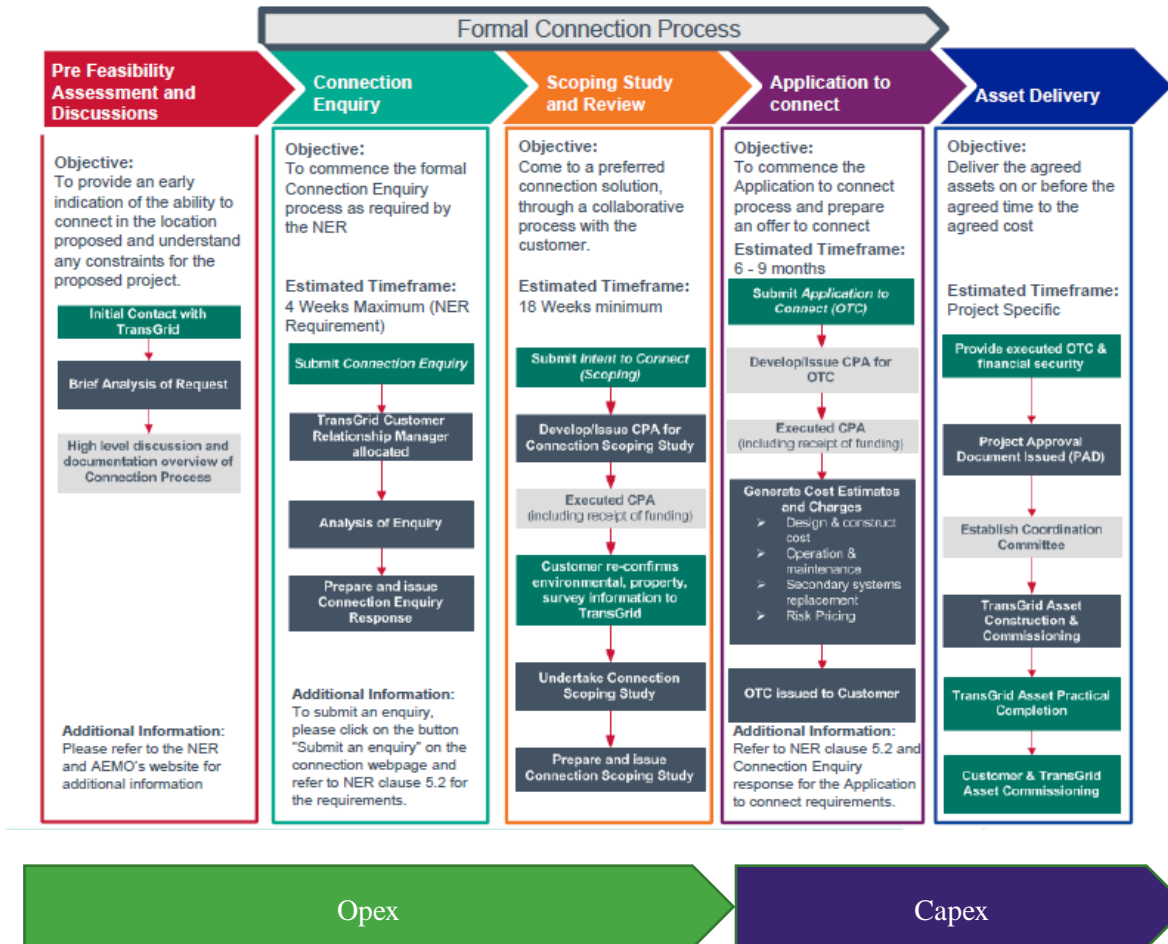 Formal Connection Process
Pre Feasibility
Assessment and
Discussions
Objective:
To provide an early
indication of the ability to
connect in the location
proposed and understand
any constraints for the
proposed project.
Initial Contact with
TransGrid
Brief Analysis of Request
High level discussion and
documentation overview of
Connection Process
Additional Information:
Please refer to the NER
and AEMO's website for
additional information
Connection
Enquiry
Objective:
To commence the formal
Connection Enquiry
process as required by
the NER
Estimated Timeframe:
4 Weeks Maximum (NER
Requirement)
Submit Connection Enquiry
TransGrid Customer
Relationship Manager
allocated
Analysis of Enquiry
Prepare and issue
Connection Enquiry
Response
Additional Information:
To submit an enquiry,
please click on the button
"Submit an enquiry" on the
connection webpage and
refer to NER clause 5.2 for
the requirements.
Scoping Study
and Review
Objective:
Come to a preferred
connection solution,
through a collaborative
process with the
customer.
Estimated Timeframe:
18 Weeks minimum
Submit Intent to Connect
(Scoping)
Develop/Issue CPA for
Connection Scoping Study
Executed CPA
(including receipt of funding)
Customer re-confirms
environmental, property,
survey information to
TransGrid
Undertake Connection
Scoping Study
Prepare and issue
Connection Scoping Study
Application to
connect
Objective:
To commence the
Application to connect
process and prepare
an offer to connect
Estimated Timeframe:
6 - 9 months
Submit Application to
Connect (OTC)
Develop/Issue CPA for
OTC
Executed CPA
(including receipt of funding)
Generate Cost Estimates
and Charges
➢ Design & construct
cost
➢ Operation &
maintenance
➢ Secondary systems
replacement
➢ Risk Pricing
OTC issued to Customer
Additional Information:
Refer to NER clause 5.2 and
Connection Enquiry
response for the Application
to connect requirements.
Asset Delivery
Objective:
Deliver the agreed
assets on or before the
agreed time to the
agreed cost
Estimated Timeframe:
Project Specific
Provide executed OTC &
financial security
Project Approval
Document Issued (PAD)
Establish Coordination
Committee
TransGrid Asset
Construction &
Commissioning
TransGrid Asset Practical
Completion
Customer & TransGrid
Asset Commissioning
Opex
Capex